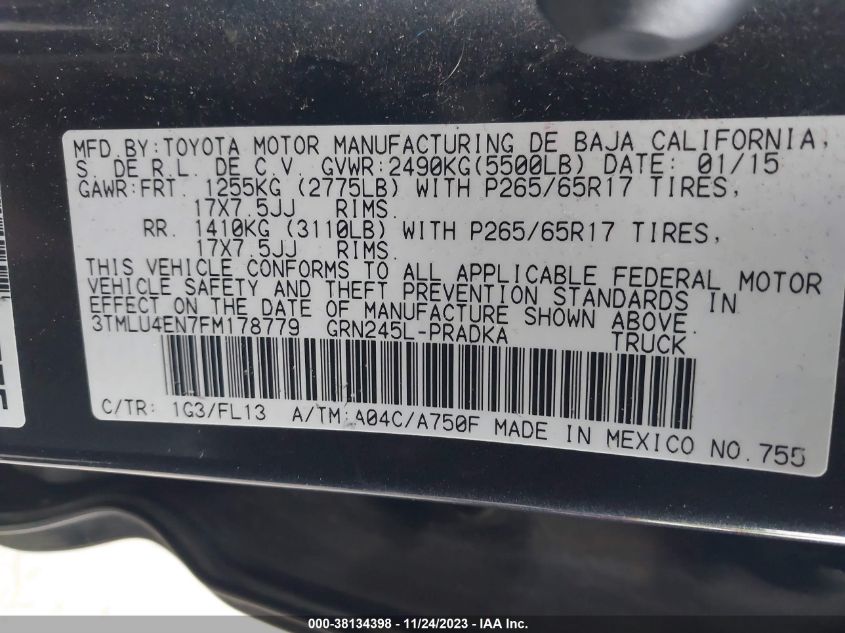 MFD.BY:TOYOTA MOTOR MANUFACTURING DE BAJA CALIFORNIA,
S. DE R.L. DE C.V. GVWR:2490KG(5500LB) DATE: 01/15
GAWR:FRT. 1255KG (2775LB) WITH P265/65R17 TIRES,
17X7.5JJ RIMS.
RR. 1410KG (3110LB) WITH P265/65R17 TIRES,
17X7.5JJ RIMS.
THIS VEHICLE CONFORMS TO ALL APPLICABLE FEDERAL MOTOR
VEHICLE SAFETY AND THEFT PREVENTION STANDARDS IN
EFFECT ON THE DATE OF MANUFACTURE SHOWN ABOVE.
3TMLU4EN7FM178779 GRN245L-PRADKA TRUCK
C/TR: 1G3/FL13 A/TM:A04C/A750F MADE IN MEXICO NO.755
000-38134398 - 11/24/2023 - COPYRIGHT IAA, INC.